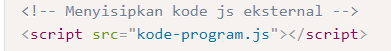 <!-- Menyisipkan kode js eksternal -->
<script src="kode-program.js"></script>